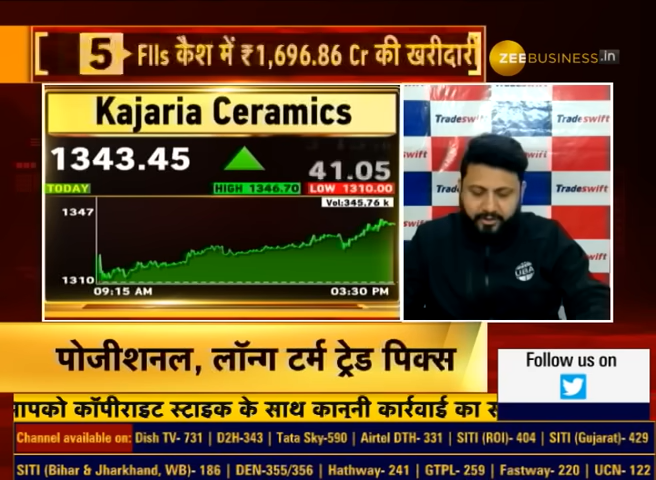 5 FIIs कैश में ₹1,696.86 Cr की खरीदारी
ZEEBUSINESS.in
Kajaria Ceramics
1343.45 41.05
TODAY HIGH 1346.70 LOW 1310.00
Vol:345.76 k
1347
1310
09:15 AM 03:30 PM
Tradeswift
Tradeswift
Tradeswift
UBA
पोजीशनल, लॉन्ग टर्म ट्रेड पिक्स
Follow us on
कॉपीराइट स्टाइक के साथ कानूनी कार्रवाई का
Channel available on: Dish TV- 731 | D2H-343 | Tata Sky-590 | Airtel DTH- 331 | SITI (ROI)- 404 | SITI (Gujarat)- 429
SITI (Bihar & Jharkhand, WB)- 186 | DEN-355/356 | Hathway- 241 | GTPL- 259 | Fastway- 220 | UCN- 122